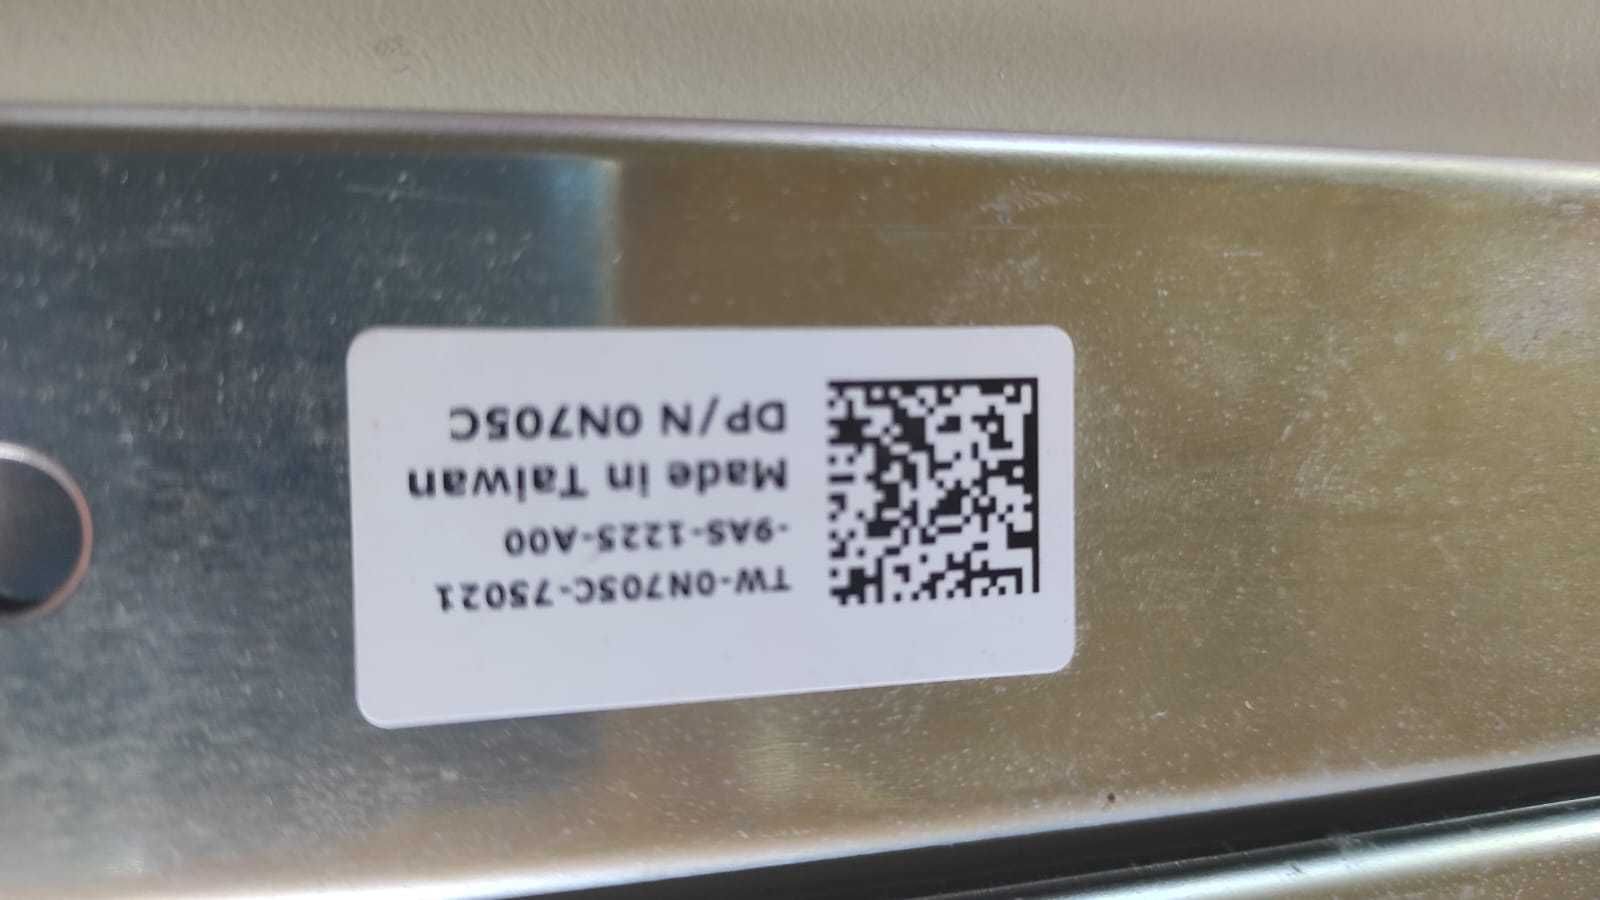 TW-0N705C-75021
-9AS-1225-A00
Made in Taiwan
DP/N 0N705C